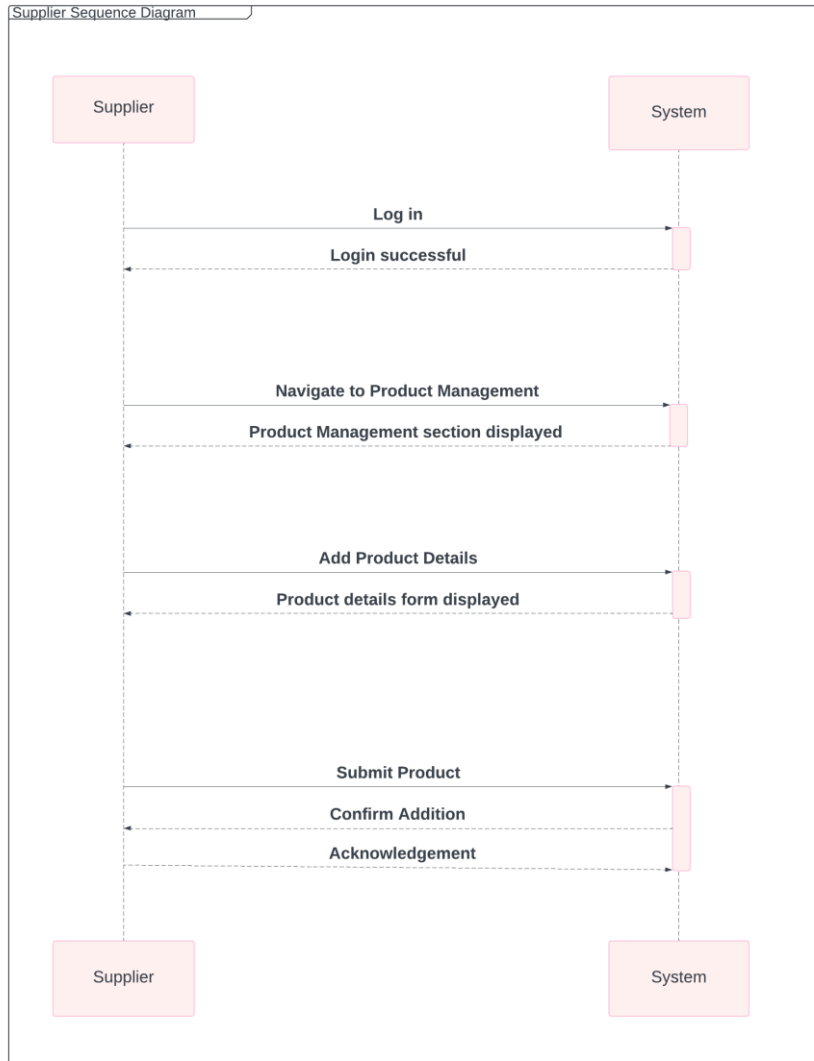 Supplier Sequence Diagram
Supplier
System
Log in
Login successful
Navigate to Product Management
Product Management section displayed
Add Product Details
Product details form displayed
Submit Product
Confirm Addition
Acknowledgement
Supplier
System